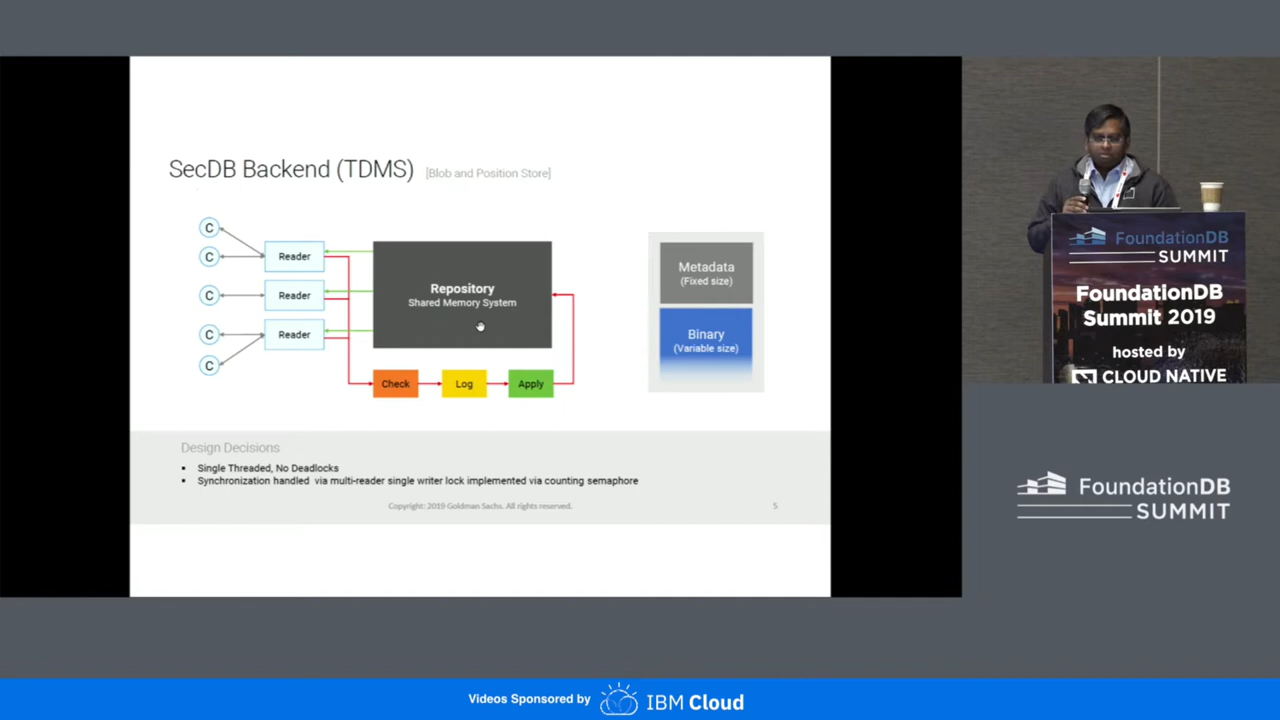 SecDB Backend (TDMS) [Blob and Position Store]
C
C
C
C
C
Reader
Reader
Reader
Repository
Shared Memory System
Check
Log
Apply
Metadata
(Fixed size)
Binary
(Variable size)
Design Decisions
▪ Single Threaded, No Deadlocks
▪ Synchronization handled via multi-reader single writer lock implemented via counting semaphore
Copyright: 2019 Goldman Sachs. All rights reserved.
5
FoundationDB
SUMMIT
FoundationDB
Summit 2019
hosted by
CLOUD NATIVE
FoundationDB
SUMMIT
Videos Sponsored by IBM Cloud